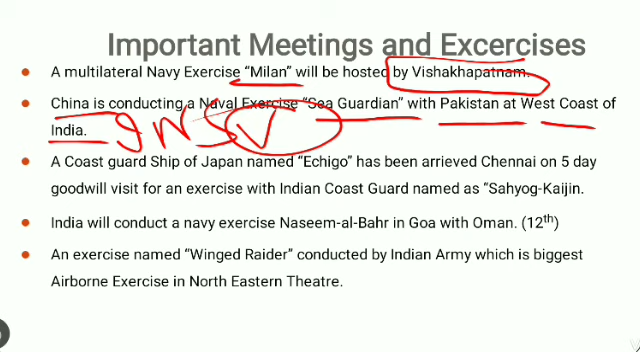 Important Meetings and Excercises
• A multilateral Navy Exercise “Milan” will be hosted by Vishakhapatnam.
• China is conducting a Naval Exercise “Sea Guardian” with Pakistan at West Coast of
India.
INSV
• A Coast guard Ship of Japan named “Echigo” has been arrieved Chennai on 5 day
goodwill visit for an exercise with Indian Coast Guard named as “Sahyog-Kaijin.
• India will conduct a navy exercise Naseem-al-Bahr in Goa with Oman. (12th)
• An exercise named “Winged Raider” conducted by Indian Army which is biggest
Airborne Exercise in North Eastern Theatre.